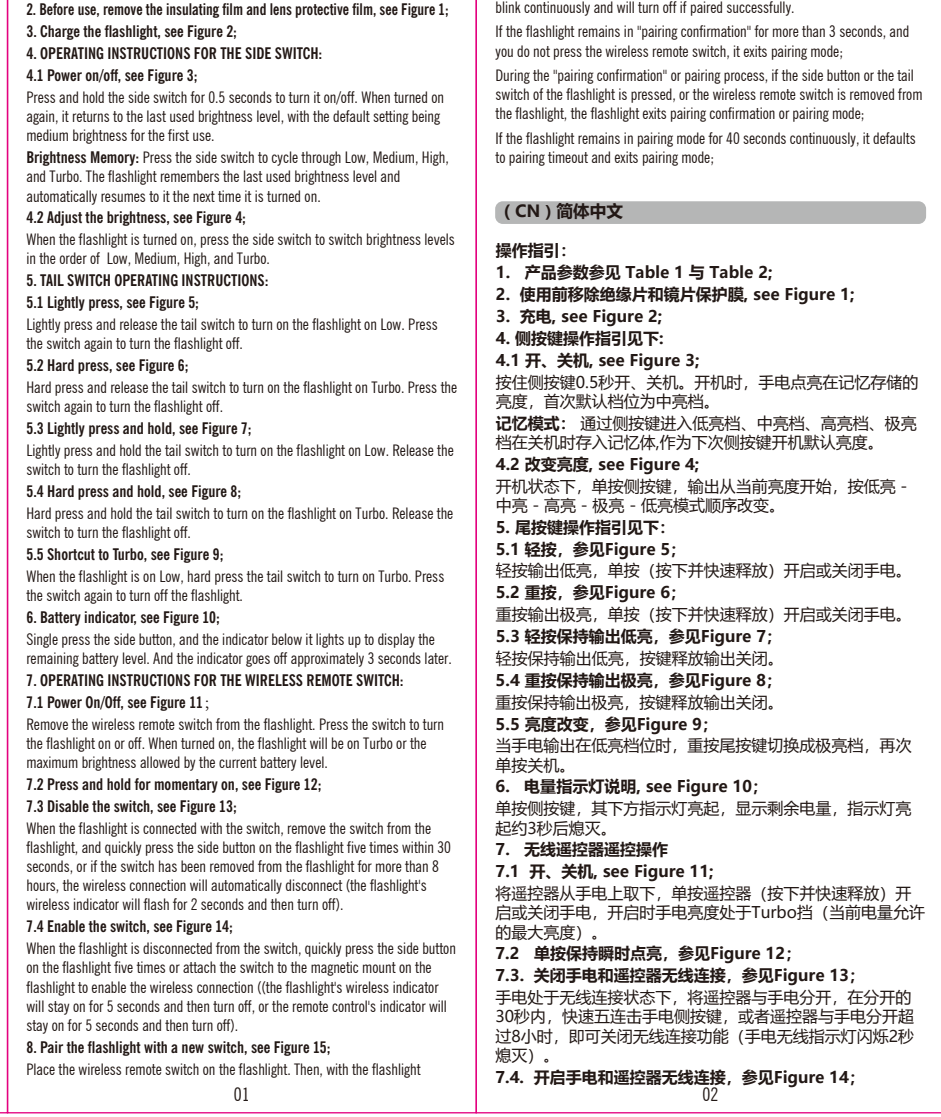 2. Before use, remove the insulating film and lens protective film, see Figure 1;
3. Charge the flashlight, see Figure 2;
4. OPERATING INSTRUCTIONS FOR THE SIDE SWITCH:
4.1 Power on/off, see Figure 3;
Press and hold the side switch for 0.5 seconds to turn it on/off. When turned on
again, it returns to the last used brightness level, with the default setting being
medium brightness for the first use.
Brightness Memory: Press the side switch to cycle through Low, Medium, High,
and Turbo. The flashlight remembers the last used brightness level and
automatically resumes to it the next time it is turned on.
4.2 Adjust the brightness, see Figure 4;
When the flashlight is turned on, press the side switch to switch brightness levels
in the order of Low, Medium, High, and Turbo.
5. TAIL SWITCH OPERATING INSTRUCTIONS:
5.1 Lightly press, see Figure 5;
Lightly press and release the tail switch to turn on the flashlight on Low. Press
the switch again to turn the flashlight off.
5.2 Hard press, see Figure 6;
Hard press and release the tail switch to turn on the flashlight on Turbo. Press the
switch again to turn the flashlight off.
5.3 Lightly press and hold, see Figure 7;
Lightly press and hold the tail switch to turn on the flashlight on Low. Release the
switch to turn the flashlight off.
5.4 Hard press and hold, see Figure 8;
Hard press and hold the tail switch to turn on the flashlight on Turbo. Release the
switch to turn the flashlight off.
5.5 Shortcut to Turbo, see Figure 9;
When the flashlight is on Low, hard press the tail switch to turn on Turbo. Press
the switch again to turn off the flashlight.
6. Battery indicator, see Figure 10;
Single press the side button, and the indicator below it lights up to display the
remaining battery level. And the indicator goes off approximately 3 seconds later.
7. OPERATING INSTRUCTIONS FOR THE WIRELESS REMOTE SWITCH:
7.1 Power On/Off, see Figure 11;
Remove the wireless remote switch from the flashlight. Press the switch to turn
the flashlight on or off. When turned on, the flashlight will be on Turbo or the
maximum brightness allowed by the current battery level.
7.2 Press and hold for momentary on, see Figure 12;
7.3 Disable the switch, see Figure 13;
When the flashlight is connected with the switch, remove the switch from the
flashlight, and quickly press the side button on the flashlight five times within 30
seconds, or if the switch has been removed from the flashlight for more than 8
hours, the wireless connection will automatically disconnect (the flashlight's
wireless indicator will flash for 2 seconds and then turn off).
7.4 Enable the switch, see Figure 14;
When the flashlight is disconnected from the switch, quickly press the side button
on the flashlight five times or attach the switch to the magnetic mount on the
flashlight to enable the wireless connection ((the flashlight's wireless indicator
will stay on for 5 seconds and then turn off, or the remote control's indicator will
stay on for 5 seconds and then turn off).
8. Pair the flashlight with a new switch, see Figure 15;
Place the wireless remote switch on the flashlight. Then, with the flashlight
01
blink continuously and will turn off if paired successfully.
If the flashlight remains in "pairing confirmation" for more than 3 seconds, and
you do not press the wireless remote switch, it exits pairing mode;
During the "pairing confirmation" or pairing process, if the side button or the tail
switch of the flashlight is pressed, or the wireless remote switch is removed from
the flashlight, the flashlight exits pairing confirmation or pairing mode;
If the flashlight remains in pairing mode for 40 seconds continuously, it defaults
to pairing timeout and exits pairing mode;
( CN ) 简体中文
操作指引：
1. 产品参数参见 Table 1 与 Table 2;
2. 使用前移除绝缘片和镜片保护膜, see Figure 1;
3. 充电, see Figure 2;
4. 侧按键操作指引见下:
4.1 开、关机, see Figure 3;
按住侧按键0.5秒开、关机。开机时，手电点亮在记忆存储的
亮度，首次默认档位为中亮档。
记忆模式： 通过侧按键进入低亮档、中亮档、高亮档、极亮
档在关机时存入记忆体,作为下次侧按键开机默认亮度。
4.2 改变亮度, see Figure 4;
开机状态下，单按侧按键，输出从当前亮度开始，按低亮 -
中亮 - 高亮 - 极亮 - 低亮模式顺序改变。
5. 尾按键操作指引见下:
5.1 轻按，参见Figure 5;
轻按输出低亮，单按（按下并快速释放）开启或关闭手电。
5.2 重按，参见Figure 6;
重按输出极亮，单按（按下并快速释放）开启或关闭手电。
5.3 轻按保持输出低亮，参见Figure 7;
轻按保持输出低亮，按键释放输出关闭。
5.4 重按保持输出极亮，参见Figure 8;
重按保持输出极亮，按键释放输出关闭。
5.5 亮度改变，参见Figure 9;
当手电输出在低亮档位时，重按尾按键切换成极亮档，再次
单按关机。
6. 电量指示灯说明, see Figure 10;
单按侧按键，其下方指示灯亮起，显示剩余电量，指示灯亮
起约3秒后熄灭。
7. 无线遥控器遥控操作
7.1 开、关机, see Figure 11;
将遥控器从手电上取下，单按遥控器（按下并快速释放）开
启或关闭手电，开启时手电亮度处于Turbo挡（当前电量允许
的最大亮度）。
7.2 单按保持瞬时点亮，参见Figure 12;
7.3. 关闭手电和遥控器无线连接，参见Figure 13;
手电处于无线连接状态下，将遥控器与手电分开，在分开的
30秒内，快速五连击手电侧按键，或者遥控器与手电分开超
过8小时，即可关闭无线连接功能（手电无线指示灯闪烁2秒
熄灭）。
7.4. 开启手电和遥控器无线连接，参见Figure 14;
02